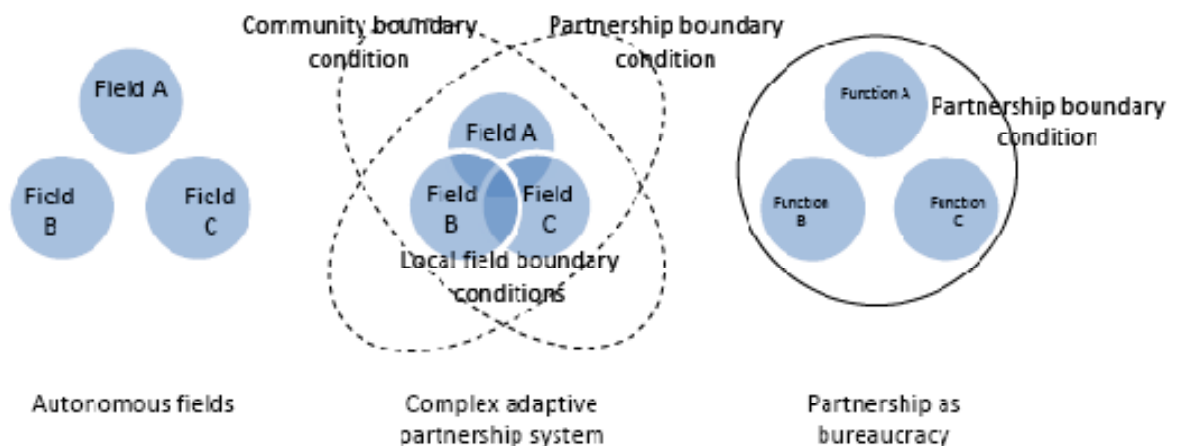 Field A
Field
B
Field
C
Autonomous fields
Community boundary
condition
Partnership boundary
condition
Field A
Field
B
Field
C
Local field boundary
conditions
Complex adaptive
partnership system
Function A
Function
B
Function
C
Partnership boundary
condition
Partnership as
bureaucracy